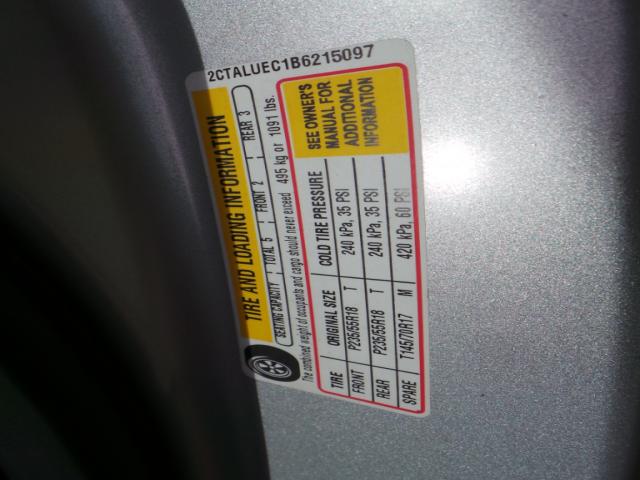 2CTALUEC1B6215097
TIRE AND LOADING INFORMATION
SEATING CAPACITY TOTAL 5 FRONT 2 REAR 3
The combined weight of occupants and cargo should never exceed 495 kg or 1091 lbs.
TIRE ORIGINAL SIZE COLD TIRE PRESSURE
FRONT P235/55R18 T 240 kPa, 35 PSI
REAR P235/55R18 T 240 kPa, 35 PSI
SPARE T145/70R17 M 420 kPa, 60 PSI
SEE OWNER'S
MANUAL FOR
ADDITIONAL
INFORMATION